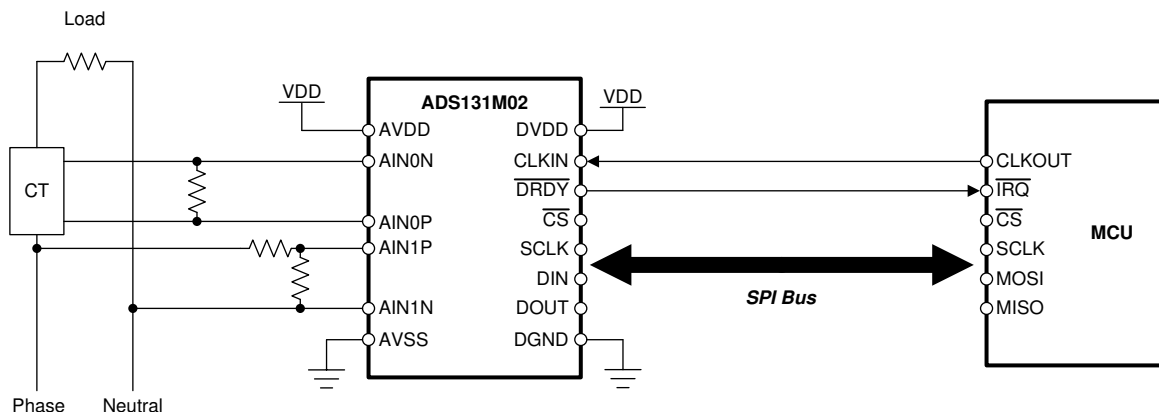 Load
VDD
ADS131M02
VDD
AVDD
DVDD
AIN0N
CLKIN
CLKOUT
CT
DRDY
IRQ
AIN0P
CS
CS
MCU
AIN1P
SCLK
SCLK
DIN
MOSI
SPI Bus
AIN1N
DOUT
MISO
AVSS
DGND
Phase
Neutral